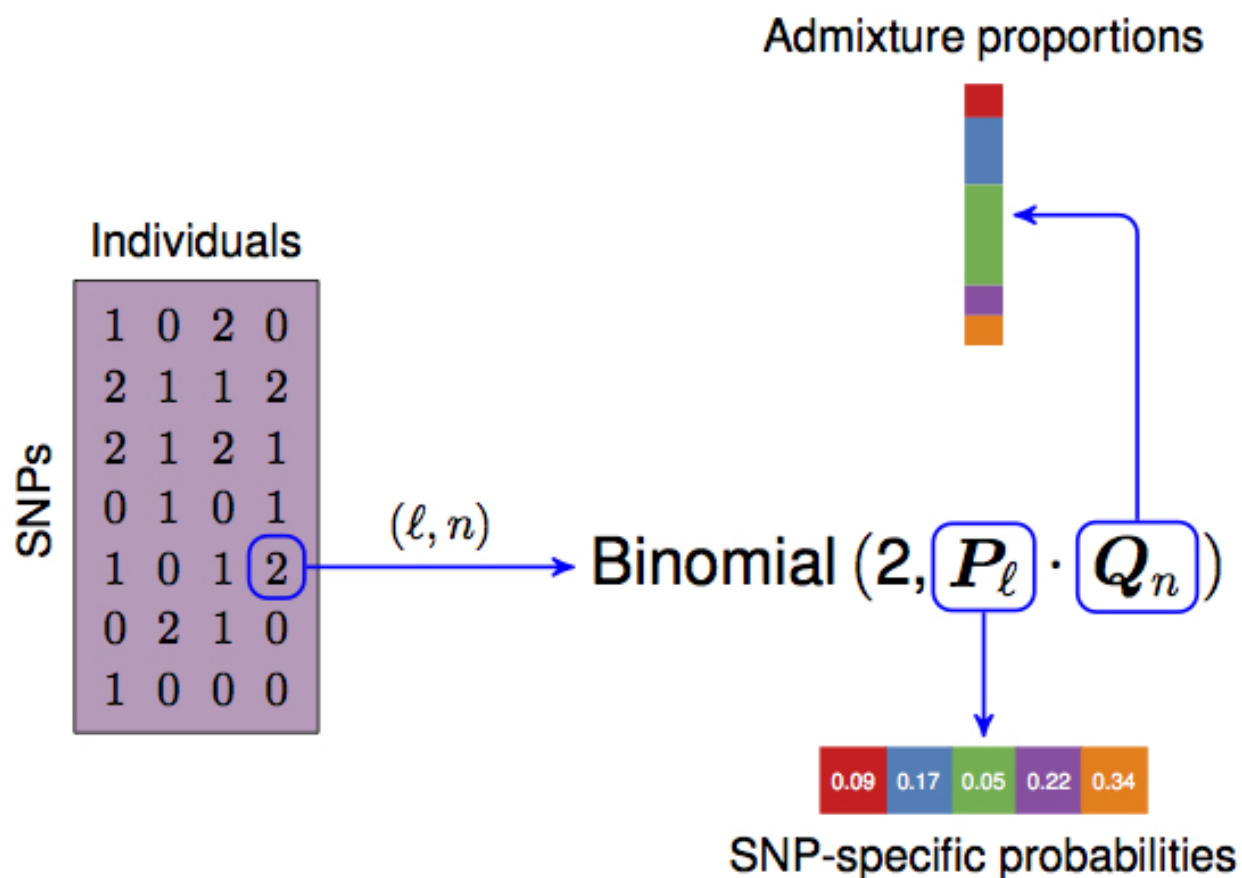 Admixture proportions
Individuals
SNPs
1 0 2 0
2 1 1 2
2 1 2 1
0 1 0 1
1 0 1 2
0 2 1 0
1 0 0 0
(ℓ, n)
Binomial (2, Pℓ · Qn)
0.09 0.17 0.05 0.22 0.34
SNP-specific probabilities